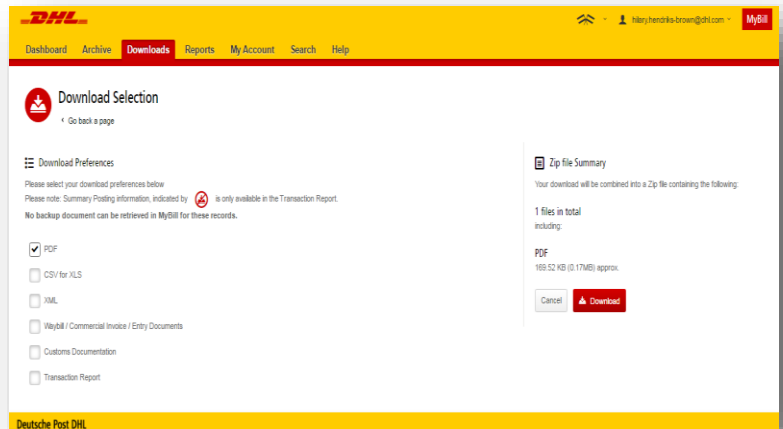 DHL
hilary.hendriks-brown@dhl.com
MyBill
Dashboard Archive Downloads Reports My Account Search Help
Download Selection
Go back a page
Download Preferences
Please select your download preferences below
Please note: Summary Posting information, indicated by is only available in the Transaction Report.
No backup document can be retrieved in MyBill for these records.
PDF
CSV for XLS
XML
Waybill / Commercial Invoice / Entry Documents
Customs Documentation
Transaction Report
Zip file Summary
Your download will be combined into a Zip file containing the following:
1 files in total
including:
PDF
169.52 KB (0.17MB) approx.
Cancel Download
Deutsche Post DHL